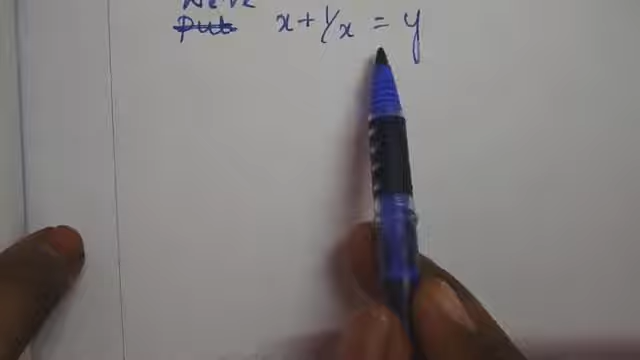 x + 1/x = y